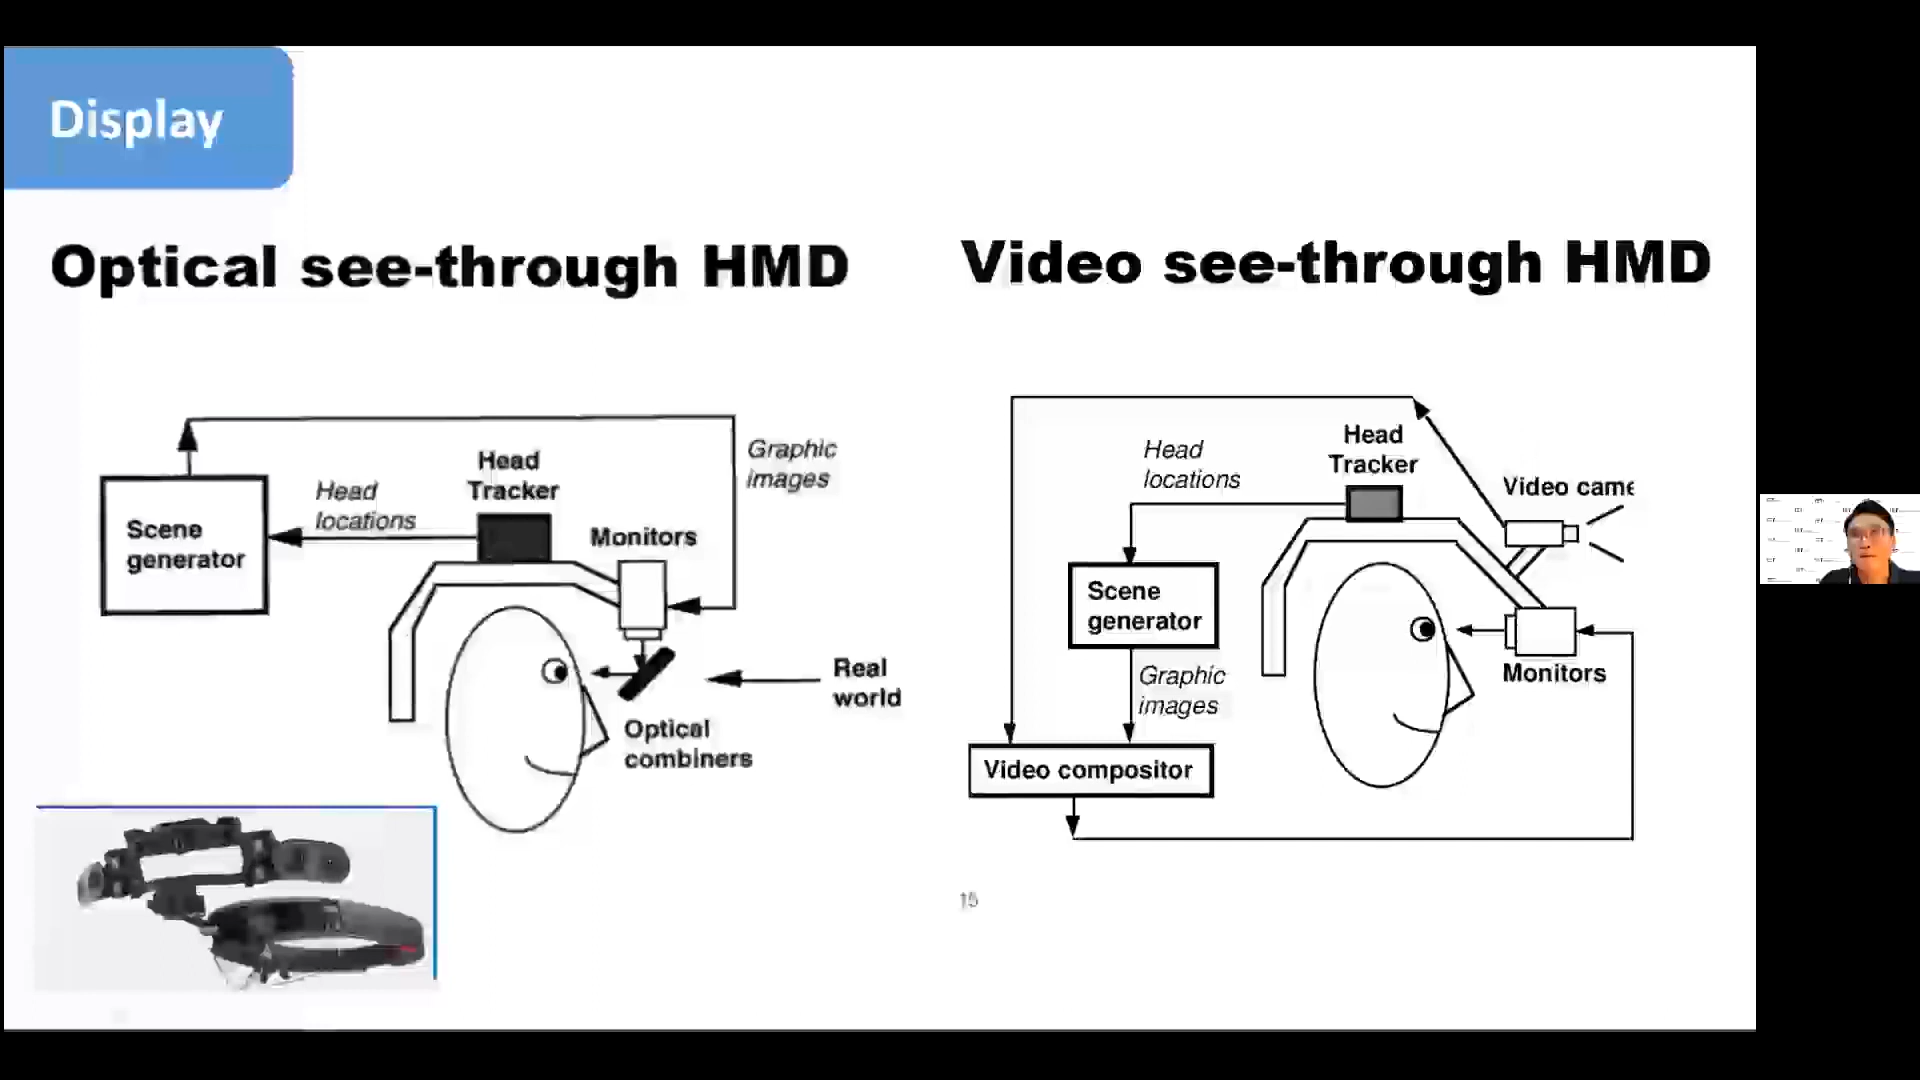 Display
Optical see-through HMD
Graphic
images
Head
Tracker
Head
locations
Scene
generator
Monitors
Real
world
Optical
combiners
Video see-through HMD
Head
Tracker
Head
locations
Video came
Scene
generator
Monitors
Graphic
images
Video compositor
15